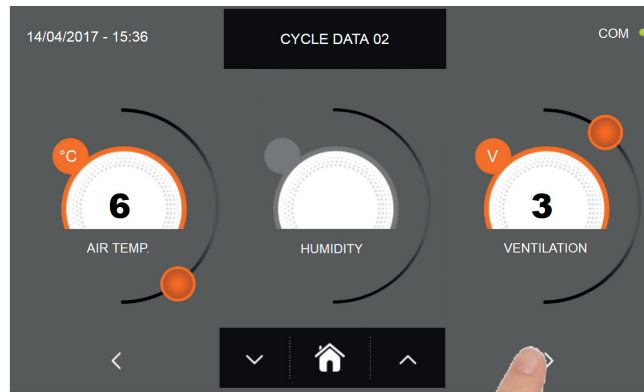 14/04/2017 - 15:36
CYCLE DATA 02
COM
°C
V
6
3
AIR TEMP.
HUMIDITY
VENTILATION